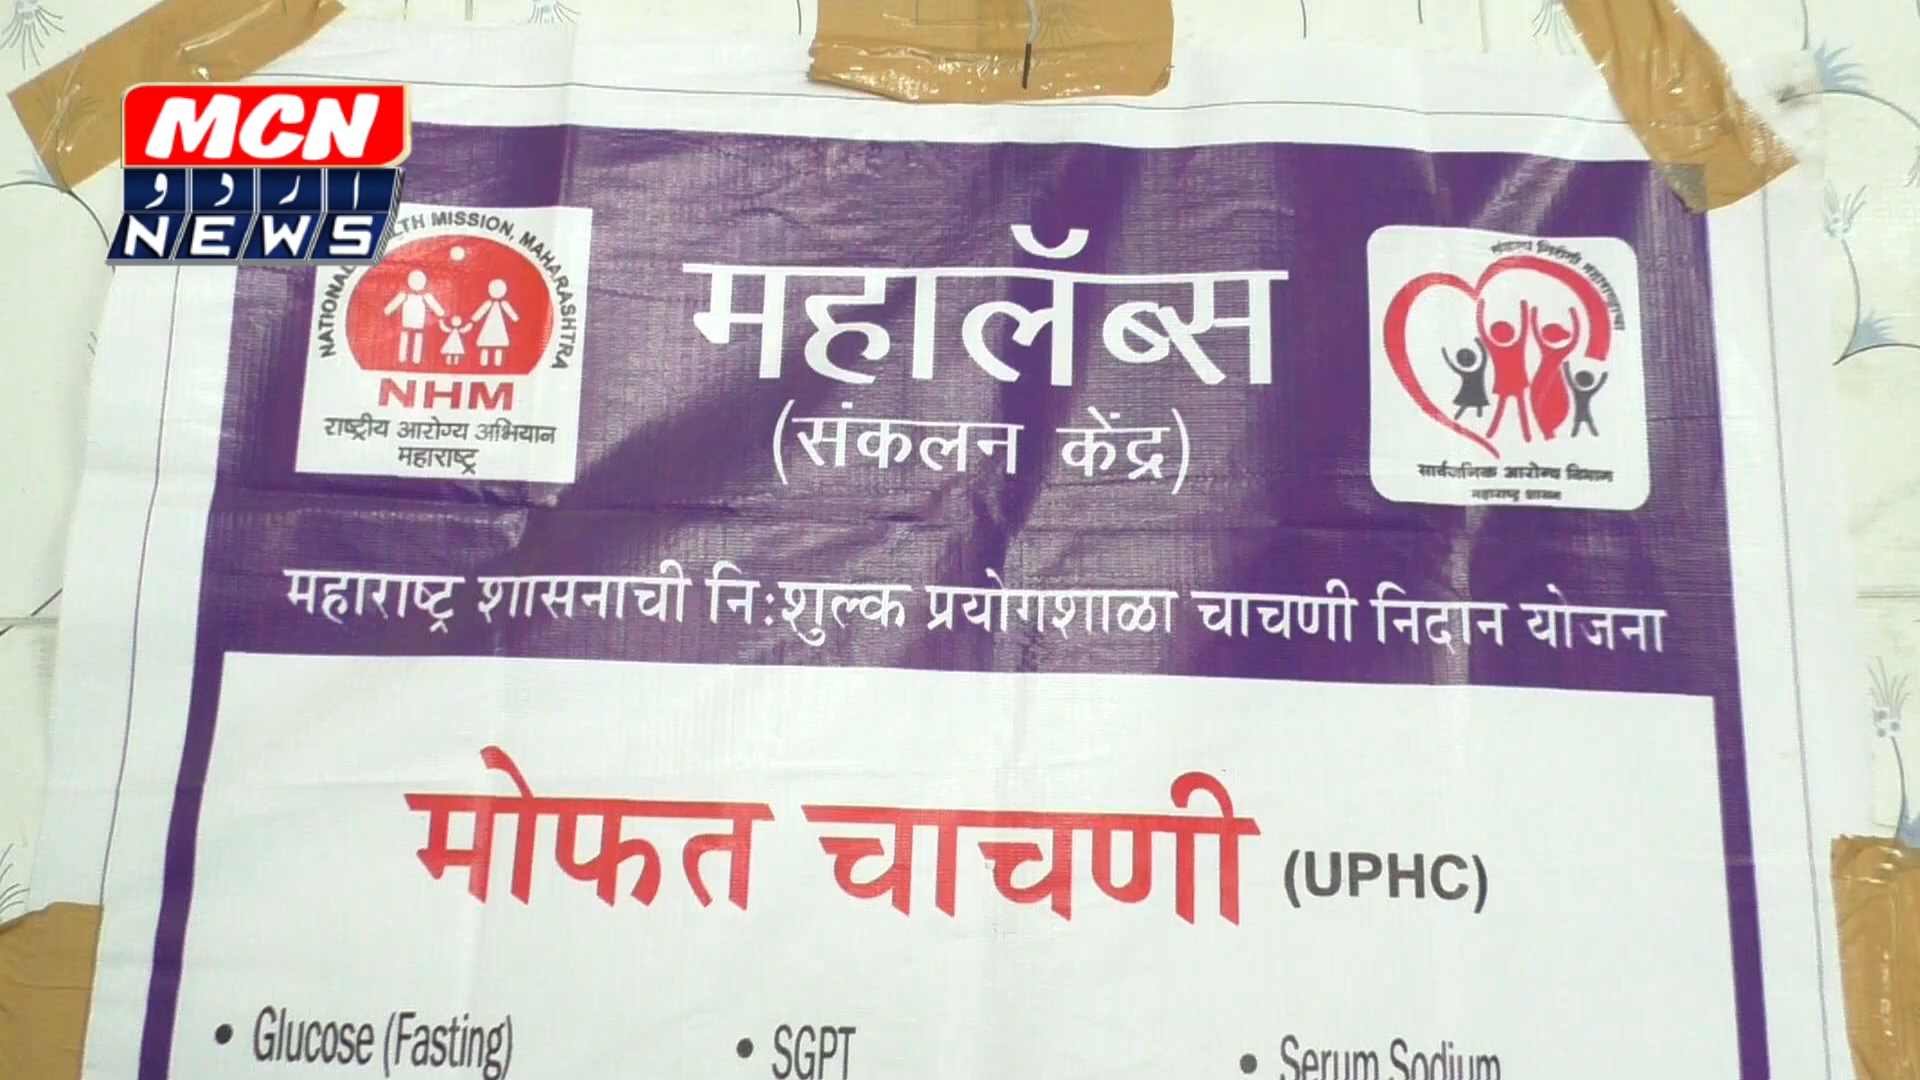 MCN
اردو
NEWS
NATIONAL HEALTH MISSION, MAHARASHTRA
NHM
राष्ट्रीय आरोग्य अभियान
महाराष्ट्र
महालॅब्स
(संकलन केंद्र)
सार्वजनिक आरोग्य विभाग
महाराष्ट्र शासन
महाराष्ट्र शासनाची नि:शुल्क प्रयोगशाळा चाचणी निदान योजना
मोफत चाचणी (UPHC)
• Glucose (Fasting)
• SGPT
• Serum Sodium